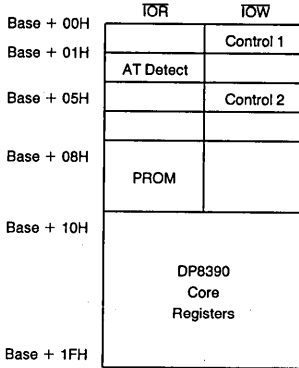 IOR IOW
Base + 00H
Control 1
Base + 01H
AT Detect
Base + 05H
Control 2
Base + 08H
PROM
Base + 10H
DP8390
Core
Registers
Base + 1FH